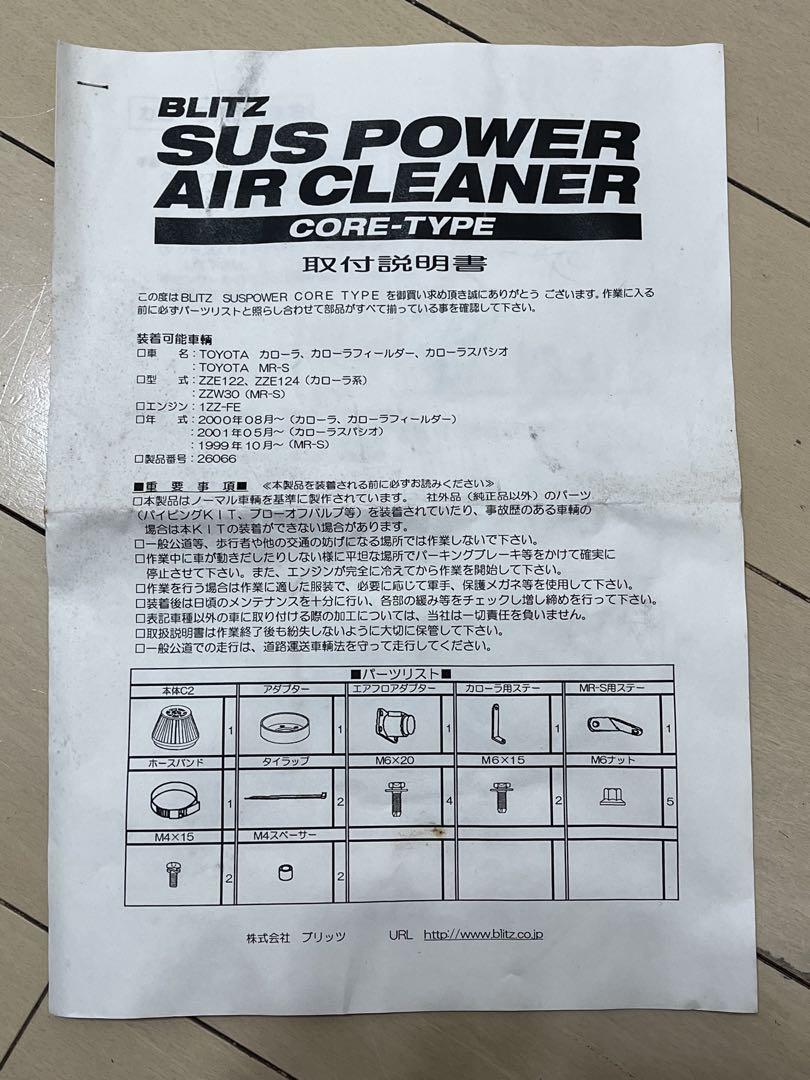 BLITZ
SUS POWER
AIR CLEANER
CORE-TYPE
取付説明書
この度はBLITZ SUSPOWER CORE TYPE を御買い求め頂き誠にありがとう ございます。作業に入る
前に必ずパーツリストと照らし合わせて部品がすべて揃っている事を確認して下さい。
装着可能車輌
□車 名：TOYOTA カローラ、カローラフィールダー、カローラスパシオ
：TOYOTA MR-S
□型 式：ZZE122、ZZE124（カローラ系）
：ZZW30（MR-S）
□エンジン：1ZZ-FE
□年 式：2000年08月～（カローラ、カローラフィールダー）
：2001年05月～（カローラスパシオ）
：1999年10月～（MR-S）
□製品番号：26066
■重 要 事 項■ ≪本製品を装着される前に必ずお読みください≫
□本製品はノーマル車輌を基準に製作されています。 社外品（純正品以外）のパーツ
（パイピングKIT、ブローオフバルブ等）を装着されていたり、事故歴のある車輌の
場合は本KITの装着ができない場合があります。
□一般公道等、歩行者や他の交通の妨げになる場所では作業しないで下さい。
□作業中に車が動きだしたりしない様に平坦な場所でパーキングブレーキ等をかけて確実に
停止させて下さい。また、エンジンが完全に冷えてから作業を開始して下さい。
□作業を行う場合は作業に適した服装で、必要に応じて軍手、保護メガネ等を使用して下さい。
□装着後は日頃のメンテナンスを十分に行い、各部の緩み等をチェックし増し締めを行って下さい。
□表記車種以外の車に取り付ける際の加工については、当社は一切責任を負いません。
□取扱説明書は作業終了後も紛失しないように大切に保管して下さい。
□一般公道での走行は、道路運送車輌法を守って走行してください。
■パーツリスト■
本体C2 アダプター エアフロアダプター カローラ用ステー MR-S用ステー
1 1 1 1 1
ホースバンド タイラップ M6×20 M6×15 M6ナット
1 2 4 2 5
M4×15 M4スペーサー
2 2
株式会社 ブリッツ URL http://www.blitz.co.jp